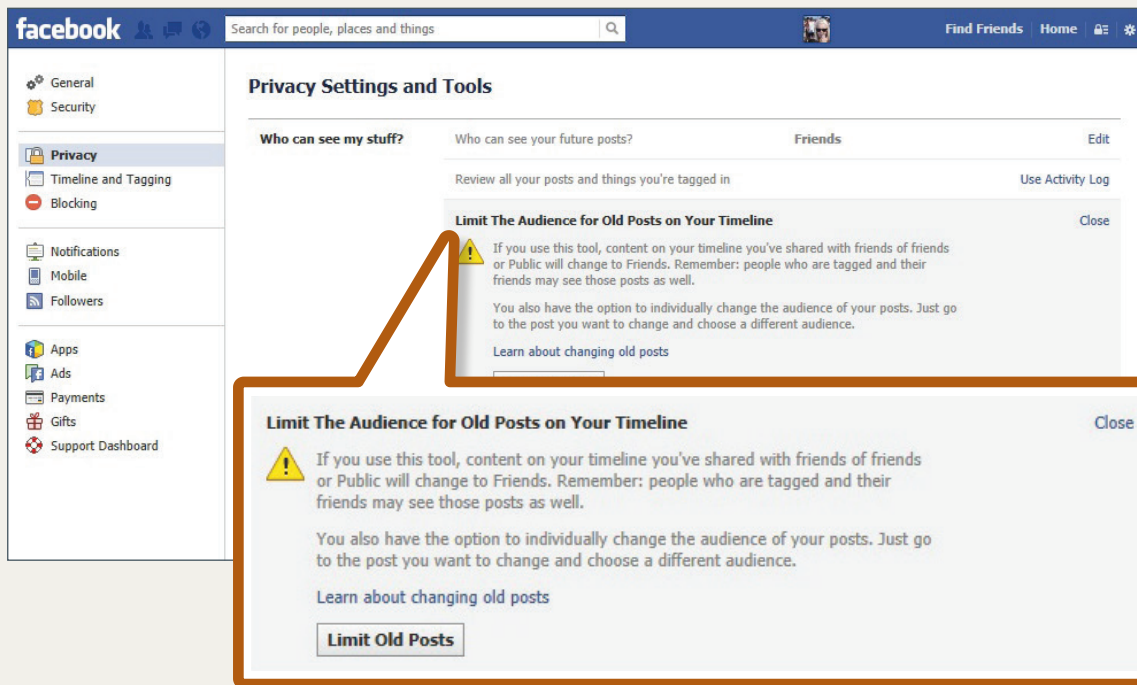 facebook
Search for people, places and things
Find Friends
Home
General
Security
Privacy
Timeline and Tagging
Blocking
Notifications
Mobile
Followers
Apps
Ads
Payments
Gifts
Support Dashboard
Privacy Settings and Tools
Who can see my stuff?
Who can see your future posts?
Friends
Edit
Review all your posts and things you're tagged in
Use Activity Log
Limit The Audience for Old Posts on Your Timeline
Close
If you use this tool, content on your timeline you've shared with friends of friends
or Public will change to Friends. Remember: people who are tagged and their
friends may see those posts as well.
You also have the option to individually change the audience of your posts. Just go
to the post you want to change and choose a different audience.
Learn about changing old posts
Limit The Audience for Old Posts on Your Timeline
Close
If you use this tool, content on your timeline you've shared with friends of friends
or Public will change to Friends. Remember: people who are tagged and their
friends may see those posts as well.
You also have the option to individually change the audience of your posts. Just go
to the post you want to change and choose a different audience.
Learn about changing old posts
Limit Old Posts